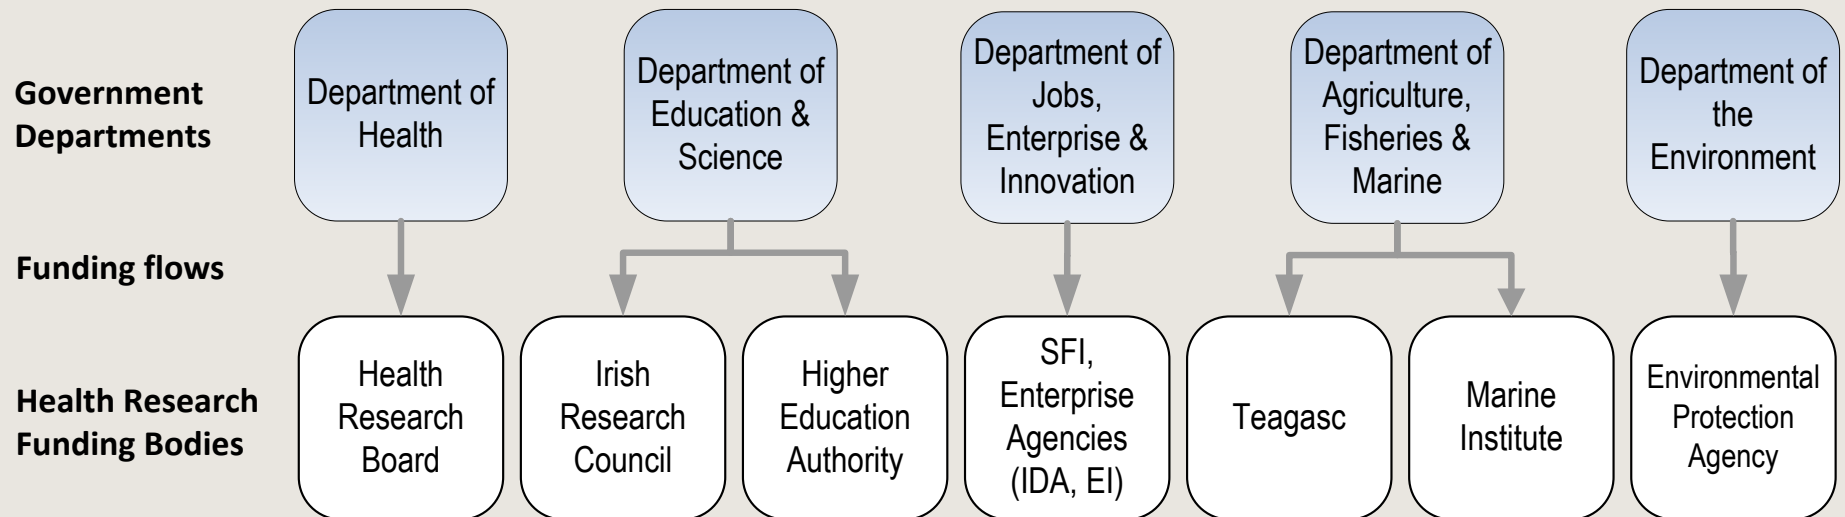 Government
Departments
Department of
Health
Department of
Education &
Science
Department of
Jobs,
Enterprise &
Innovation
Department of
Agriculture,
Fisheries &
Marine
Department of
the
Environment
Funding flows
Health Research
Funding Bodies
Health
Research
Board
Irish
Research
Council
Higher
Education
Authority
SFI,
Enterprise
Agencies
(IDA, EI)
Teagasc
Marine
Institute
Environmental
Protection
Agency